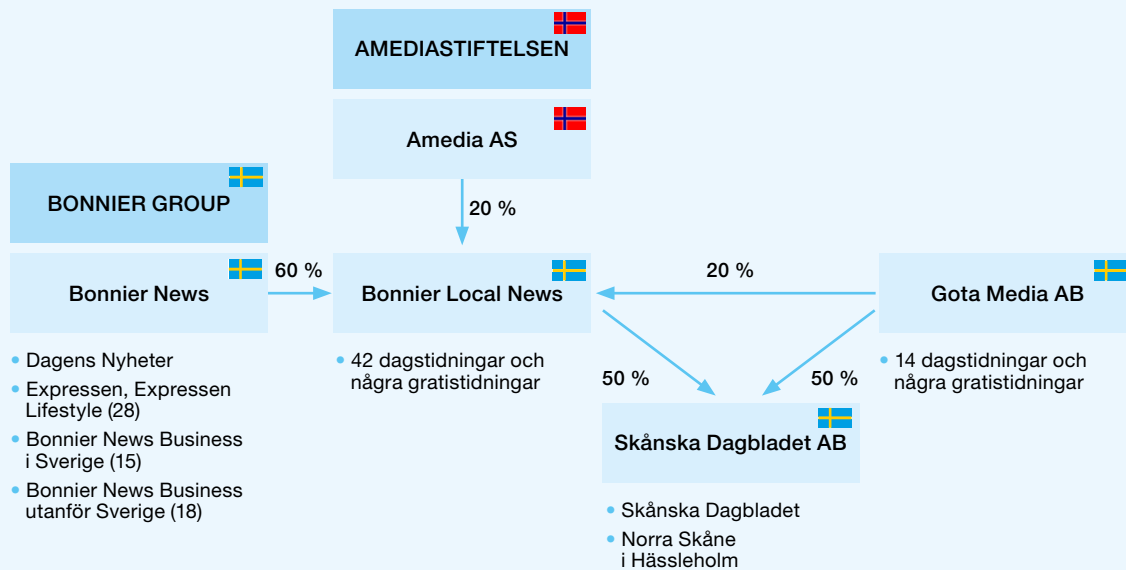 AMEDIASTIFTELSEN
Amedia AS
20 %
BONNIER GROUP
Bonnier News
60 %
Bonnier Local News
20 %
Gota Media AB
• Dagens Nyheter
• Expressen, Expressen
Lifestyle (28)
• Bonnier News Business
i Sverige (15)
• Bonnier News Business
utanför Sverige (18)
• 42 dagstidningar och
några gratistidningar
• 14 dagstidningar och
några gratistidningar
50 %
50 %
Skånska Dagbladet AB
• Skånska Dagbladet
• Norra Skåne
i Hässleholm